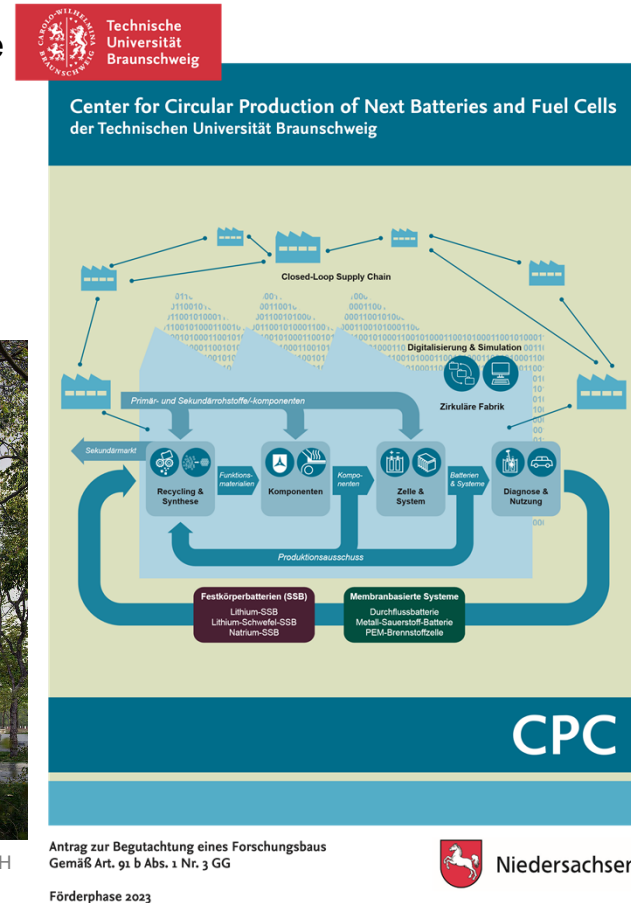 e
CAROLO-WILHELMINA
BRAUNSCHWEIG
Technische
Universität
Braunschweig
Center for Circular Production of Next Batteries and Fuel Cells
der Technischen Universität Braunschweig
Closed-Loop Supply Chain
Digitalisierung & Simulation
Zirkuläre Fabrik
Primär- und Sekundärrohstoffe/-komponenten
Sekundärmarkt
Recycling &
Synthese
Funktions-
materialien
Komponenten
Kompo-
nenten
Zelle &
System
Batterien
& Systeme
Diagnose &
Nutzung
Produktionsausschuss
Festkörperbatterien (SSB)
Lithium-SSB
Lithium-Schwefel-SSB
Natrium-SSB
Membranbasierte Systeme
Durchflussbatterie
Metall-Sauerstoff-Batterie
PEM-Brennstoffzelle
CPC
H
Antrag zur Begutachtung eines Forschungsbaus
Gemäß Art. 91 b Abs. 1 Nr. 3 GG
Niedersachsen
Förderphase 2023